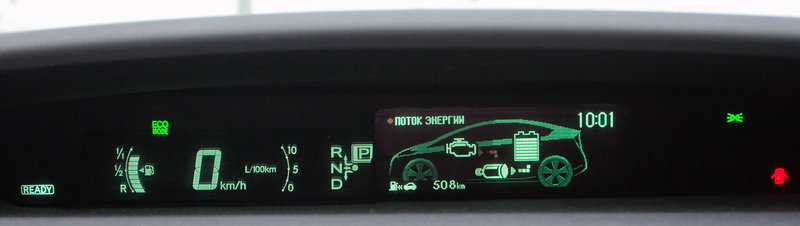 ECO
MODE
READY
1/1
1/2
R
0 km/h
L/100km
10
5
0
R
N
D
P
ПОТОК ЭНЕРГИИ
10:01
508km